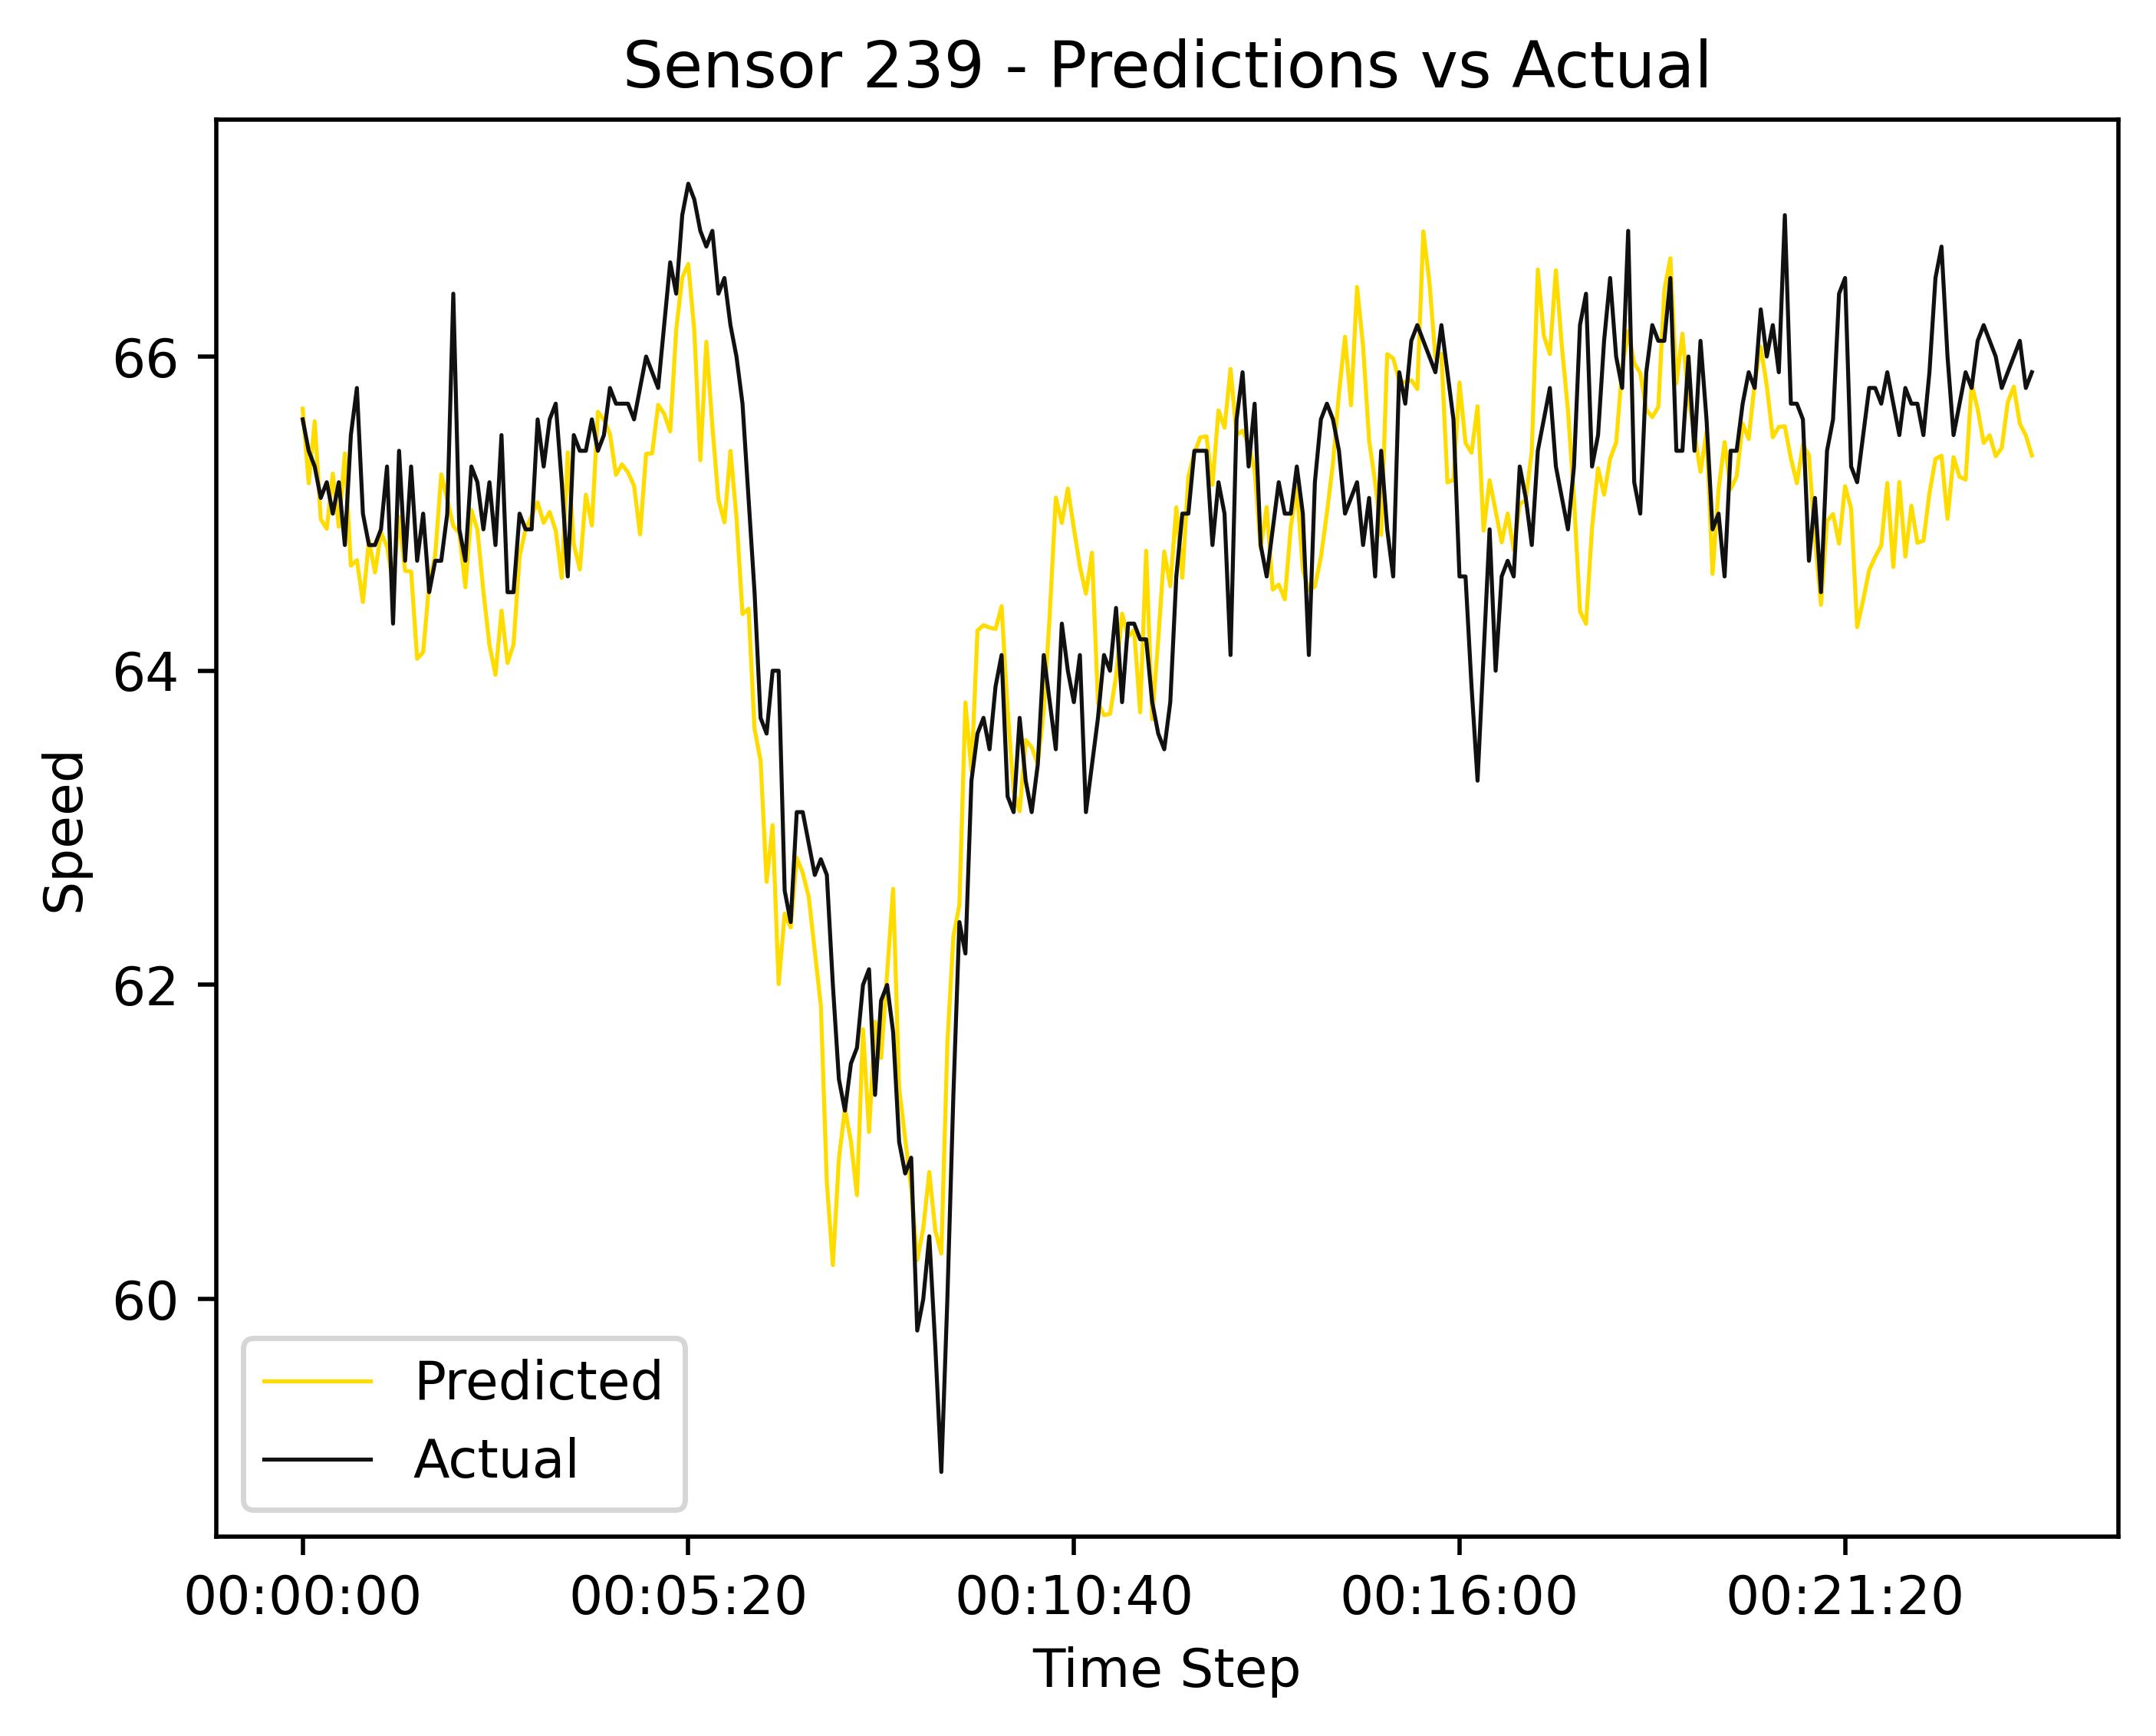 Sensor 239 - Predictions vs Actual
Speed
66
64
62
60
Predicted
Actual
00:00:00 00:05:20 00:10:40 00:16:00 00:21:20
Time Step